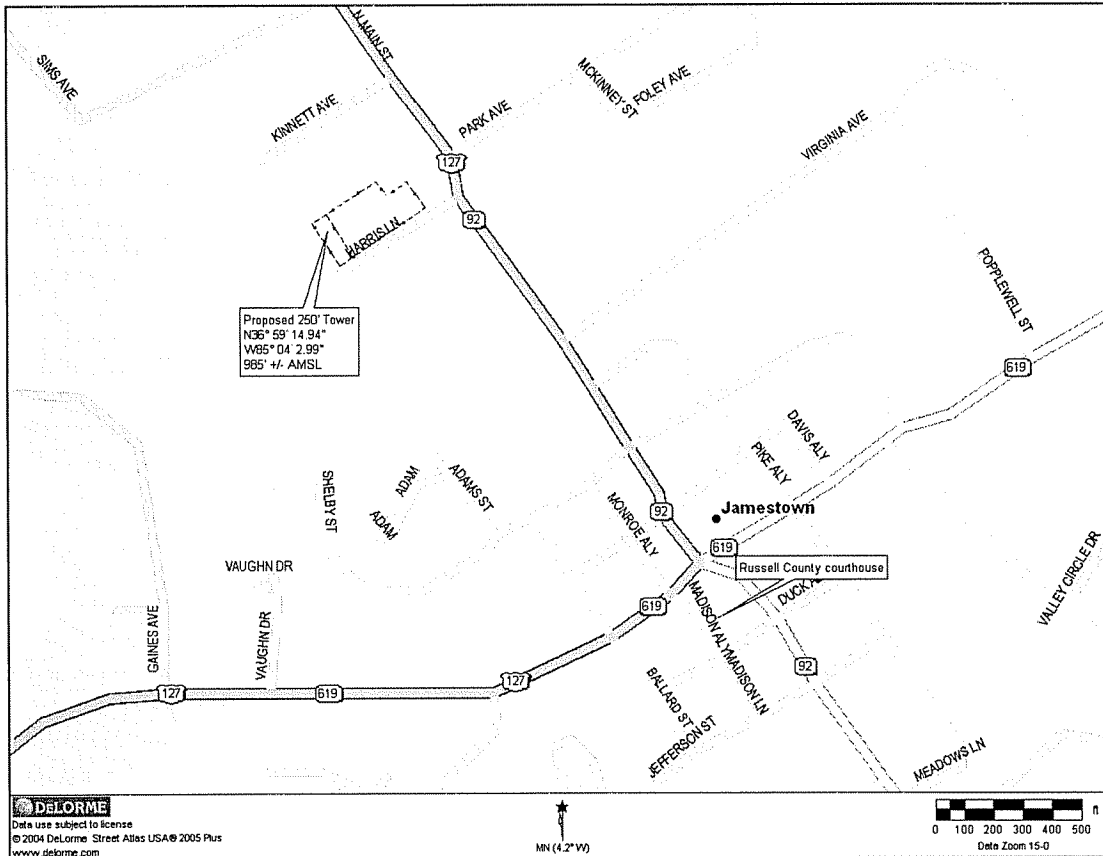 N MAIN ST
SIMS AVE
KINNETT AVE
PARK AVE
MCKINNEY ST
FOLEY AVE
VIRGINIA AVE
127
92
HARRIS LN
POPPLEWELL ST
619
Proposed 250' Tower
N36° 59' 14.94"
W85° 04' 2.99"
985' +/- AMSL
DAVIS ALY
PIKE ALY
SHELBY ST
ADAM
ADAM
ADAMS ST
MONROE ALY
92
Jamestown
619
Russell County courthouse
VAUGHN DR
DUCK A
VALLEY CIRCLE DR
GAINES AVE
VAUGHN DR
619
MADISON ALY/MADISON LN
92
127
619
127
BALLARD ST
JEFFERSON ST
MEADOWS LN
DELORME
Data use subject to license
© 2004 DeLorme Street Atlas USA® 2005 Plus
www.delorme.com
MN (4.2° W)
ft
0 100 200 300 400 500
Data Zoom 15-0